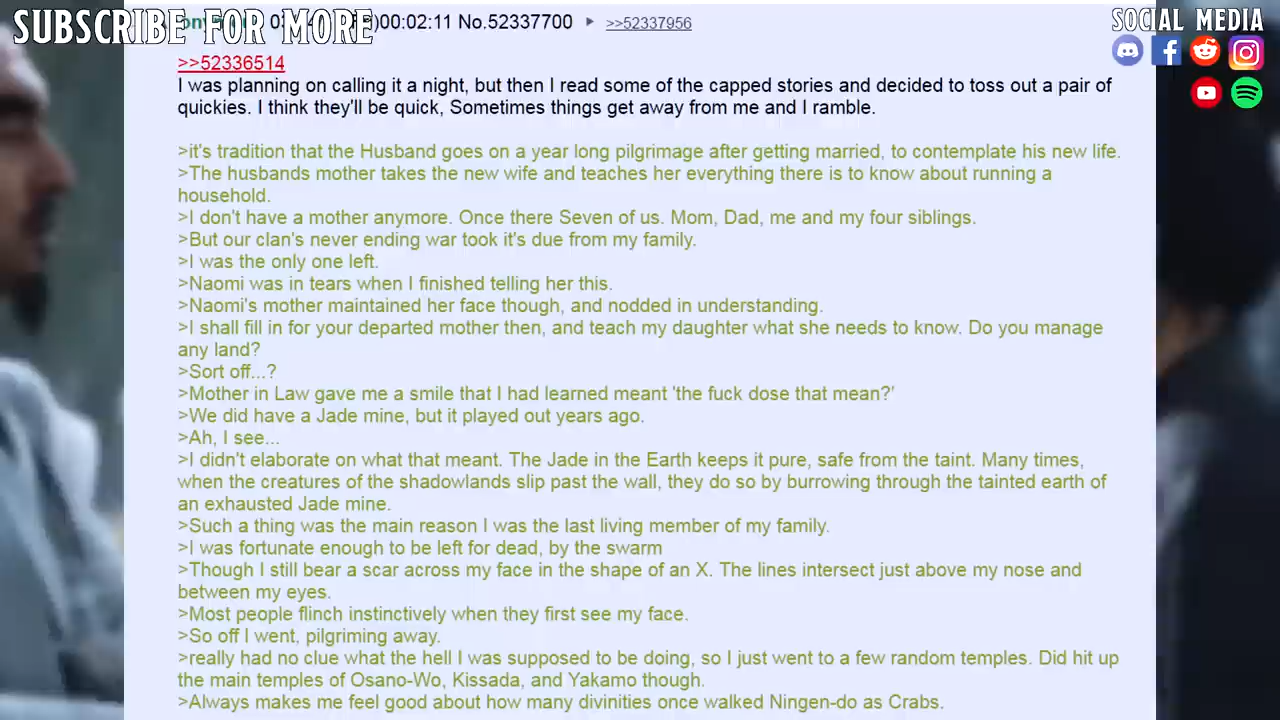 SUBSCRIBE FOR MORE
SOCIAL MEDIA
)00:02:11 No.52337700 >>52337956
>>52336514
I was planning on calling it a night, but then I read some of the capped stories and decided to toss out a pair of
quickies. I think they'll be quick, Sometimes things get away from me and I ramble.
>it's tradition that the Husband goes on a year long pilgrimage after getting married, to contemplate his new life.
>The husbands mother takes the new wife and teaches her everything there is to know about running a
household.
>I don't have a mother anymore. Once there Seven of us. Mom, Dad, me and my four siblings.
>But our clan's never ending war took it's due from my family.
>I was the only one left.
>Naomi was in tears when I finished telling her this.
>Naomi's mother maintained her face though, and nodded in understanding.
>I shall fill in for your departed mother then, and teach my daughter what she needs to know. Do you manage
any land?
>Sort off...?
>Mother in Law gave me a smile that I had learned meant 'the fuck dose that mean?'
>We did have a Jade mine, but it played out years ago.
>Ah, I see...
>I didn't elaborate on what that meant. The Jade in the Earth keeps it pure, safe from the taint. Many times,
when the creatures of the shadowlands slip past the wall, they do so by burrowing through the tainted earth of
an exhausted Jade mine.
>Such a thing was the main reason I was the last living member of my family.
>I was fortunate enough to be left for dead, by the swarm
>Though I still bear a scar across my face in the shape of an X. The lines intersect just above my nose and
between my eyes.
>Most people flinch instinctively when they first see my face.
>So off I went, pilgriming away.
>really had no clue what the hell I was supposed to be doing, so I just went to a few random temples. Did hit up
the main temples of Osano-Wo, Kissada, and Yakamo though.
>Always makes me feel good about how many divinities once walked Ningen-do as Crabs.